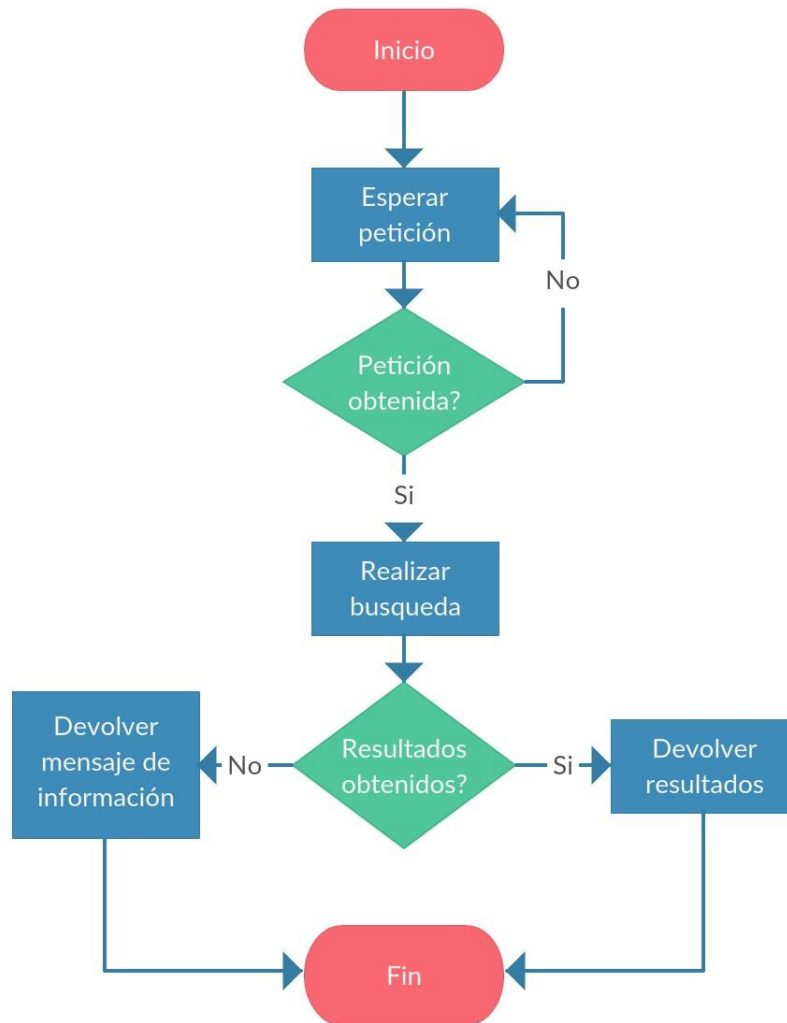 Inicio
Esperar
petición
No
Petición
obtenida?
Si
Realizar
busqueda
Devolver
mensaje de
información
No
Resultados
obtenidos?
Si
Devolver
resultados
Fin